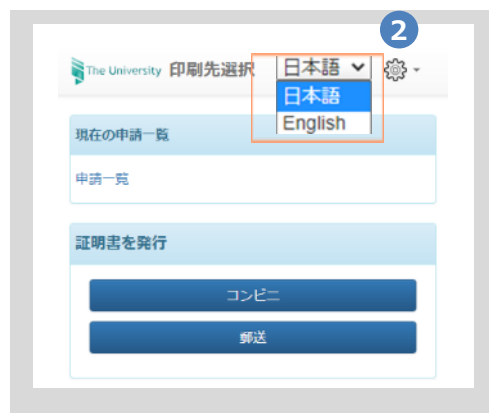 2
The University 印刷先選択 日本語
日本語
English
現在の申請一覧
申請一覧
証明書を発行
コンビニ
郵送